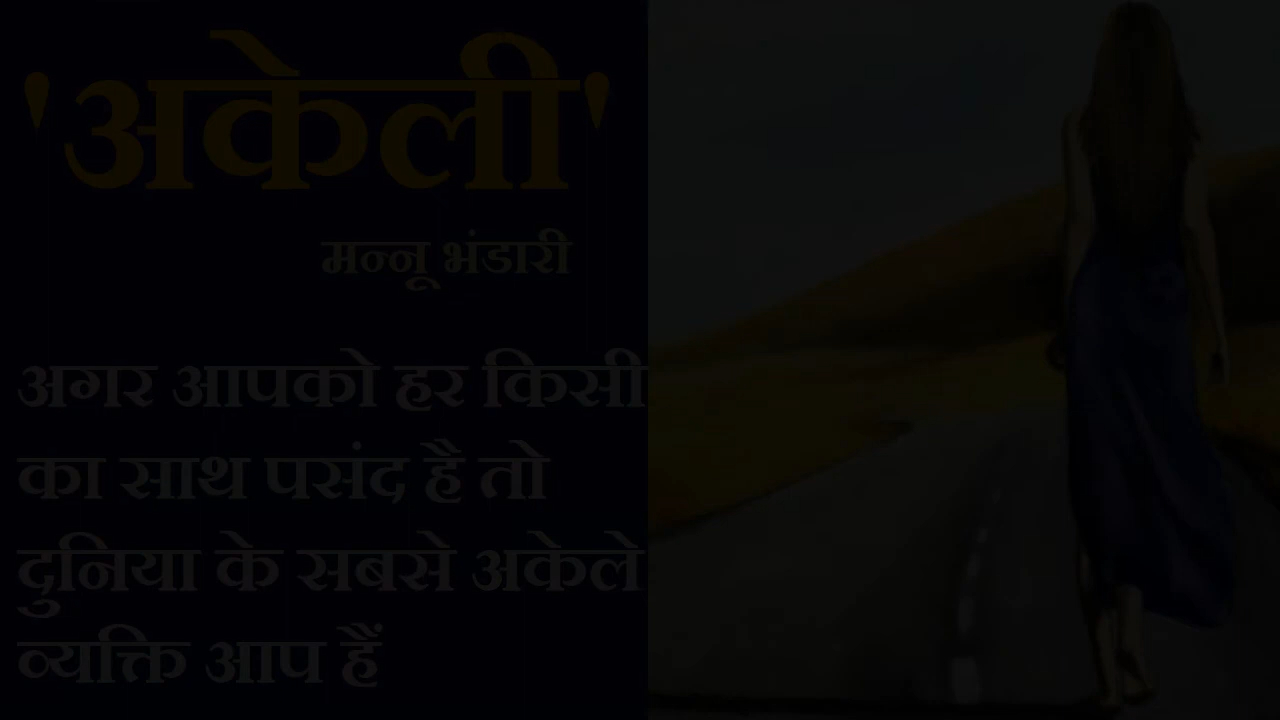 'अकेली'
मन्नू भंडारी
अगर आपको हर किसी
का साथ पसंद है तो
दुनिया के सबसे अकेले
व्यक्ति आप हैं